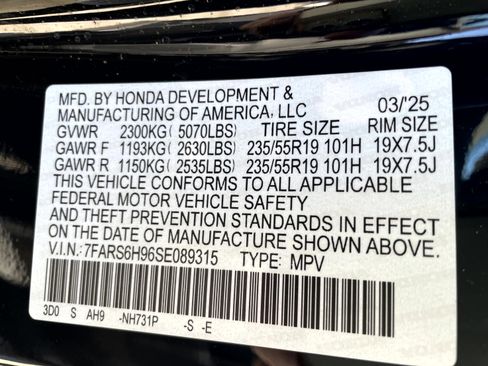 MFD. BY HONDA DEVELOPMENT &
MANUFACTURING OF AMERICA, LLC 03/'25
GVWR 2300KG( 5070LBS) TIRE SIZE RIM SIZE
GAWR F 1193KG( 2630LBS) 235/55R19 101H 19X7.5J
GAWR R 1150KG( 2535LBS) 235/55R19 101H 19X7.5J
THIS VEHICLE CONFORMS TO ALL APPLICABLE
FEDERAL MOTOR VEHICLE SAFETY
AND THEFT PREVENTION STANDARDS IN EFFECT
ON THE DATE OF MANUFACTURE SHOWN ABOVE.
V.I.N.:7FARS6H96SE089315 TYPE: MPV
3D0 S AH9 -NH731P -S -E